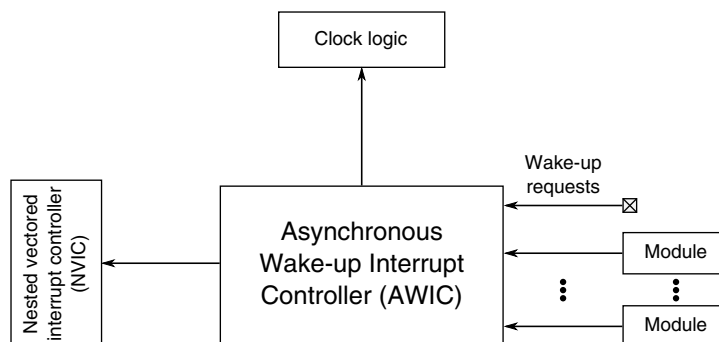 Clock logic
Wake-up
requests
Nested vectored
interrupt controller
(NVIC)
Asynchronous
Wake-up Interrupt
Controller (AWIC)
Module
Module